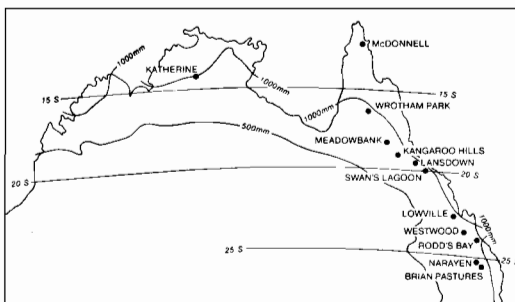 McDONNELL
1000mm
KATHERINE
1000mm
15 S
15 S
1000mm
WROTHAM PARK
MEADOWBANK
500mm
KANGAROO HILLS
LANSDOWN
20 S
SWAN'S LAGOON
20 S
LOWVILLE
1000mm
WESTWOOD
RODD'S BAY
25 S
25 S
NARAYEN
BRIAN PASTURES